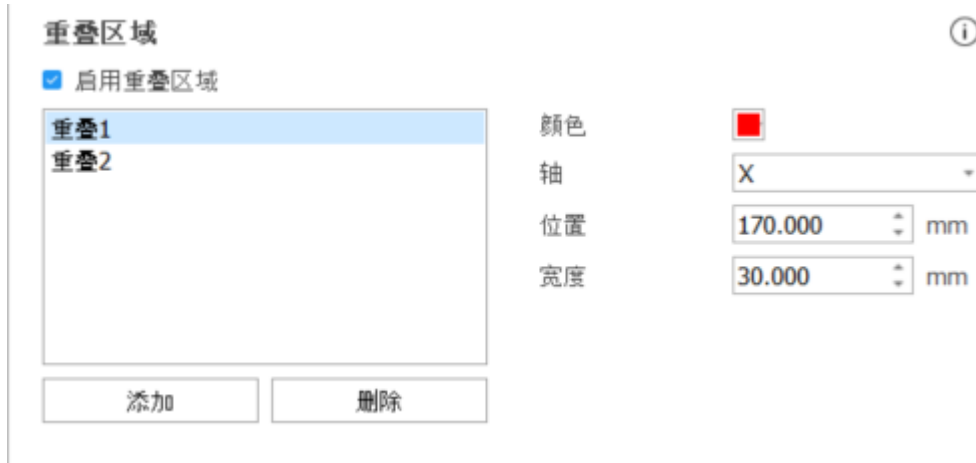 重叠区域
启用重叠区域
重叠1
重叠2
颜色
轴 X
位置 170.000 mm
宽度 30.000 mm
添加 删除